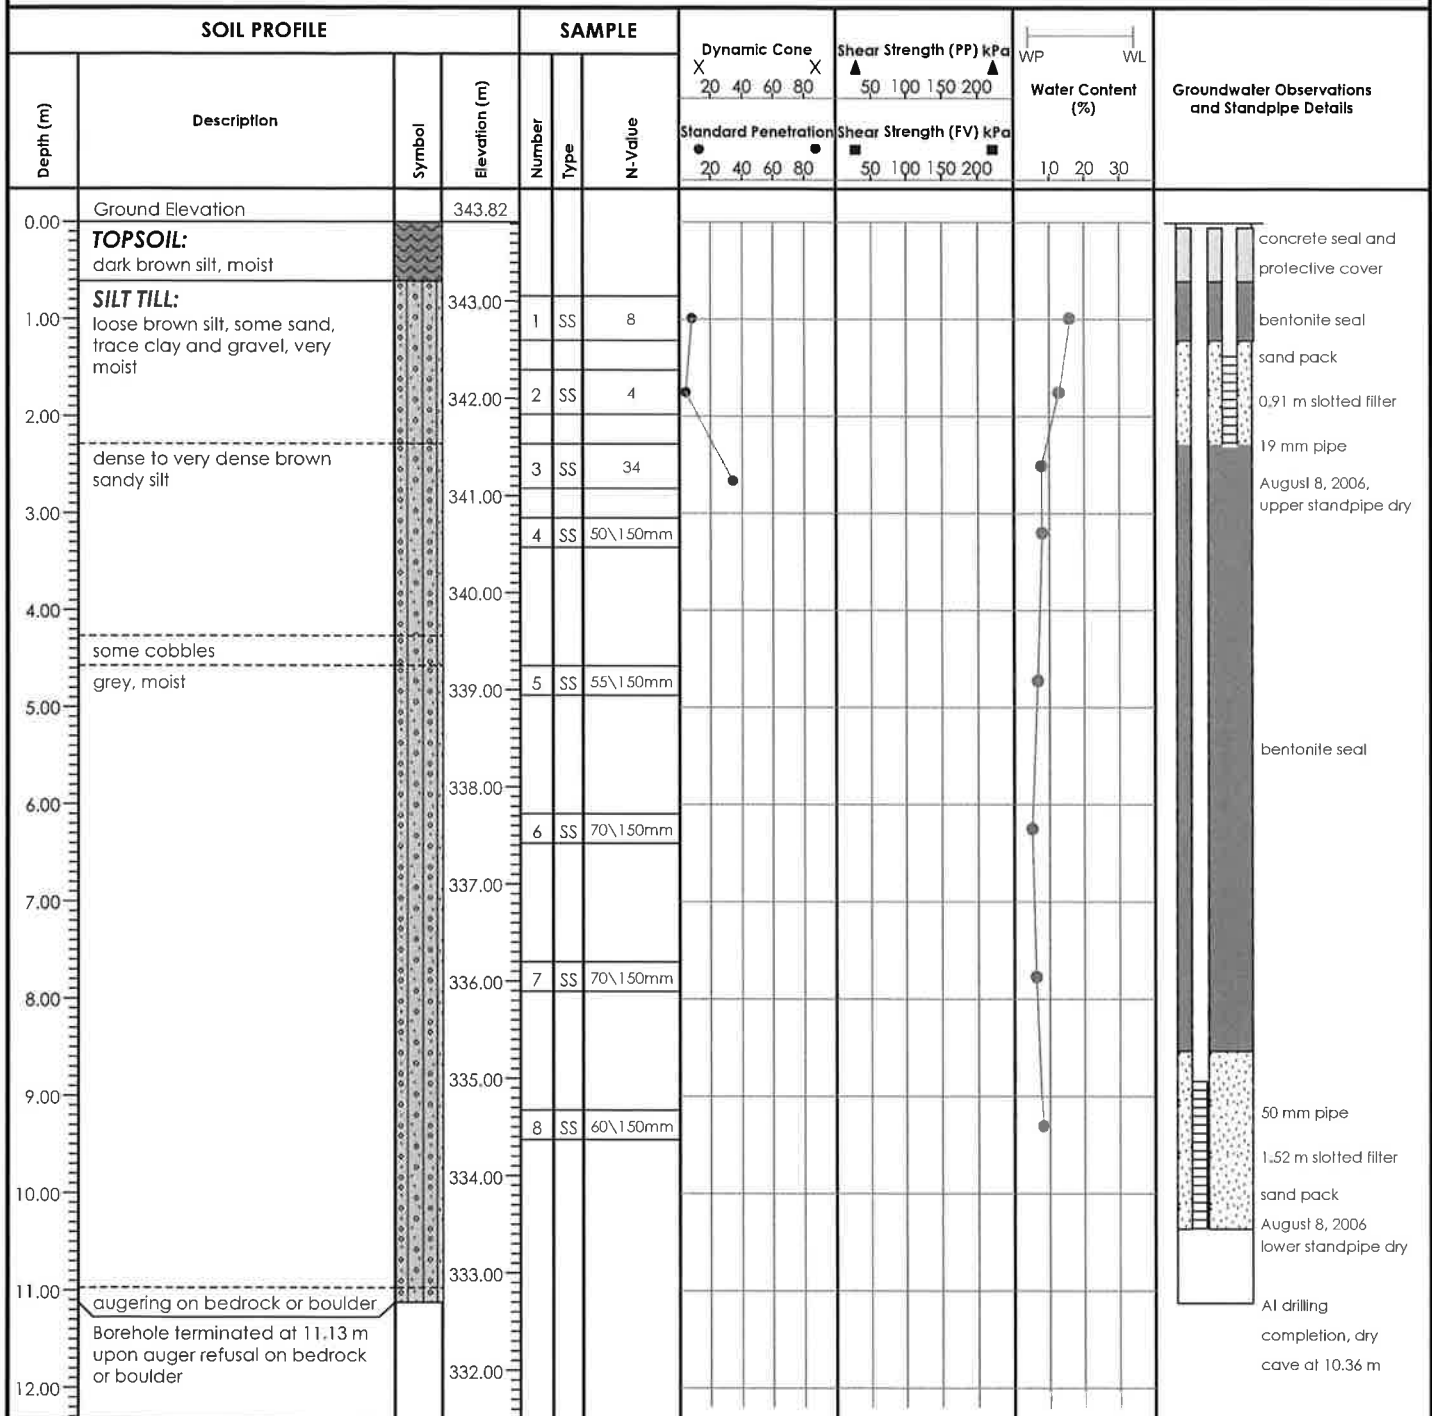 SOIL PROFILE
SAMPLE
Depth (m)
Description
Symbol
Elevation (m)
Number
Type
N-Value
Dynamic Cone
X X
20 40 60 80
Standard Penetration
20 40 60 80
Shear Strength (PP) kPa
50 100 150 200
Shear Strength (FV) kPa
50 100 150 200
WP WL
Water Content
(%)
10 20 30
Groundwater Observations
and Standpipe Details
Ground Elevation
343.82
0.00
1.00
2.00
3.00
4.00
5.00
6.00
7.00
8.00
9.00
10.00
11.00
12.00
TOPSOIL:
dark brown silt, moist
SILT TILL:
loose brown silt, some sand,
trace clay and gravel, very
moist
dense to very dense brown
sandy silt
some cobbles
grey, moist
augering on bedrock or boulder
Borehole terminated at 11.13 m
upon auger refusal on bedrock
or boulder
343.00
342.00
341.00
340.00
339.00
338.00
337.00
336.00
335.00
334.00
333.00
332.00
1 SS 8
2 SS 4
3 SS 34
4 SS 50\150mm
5 SS 55\150mm
6 SS 70\150mm
7 SS 70\150mm
8 SS 60\150mm
concrete seal and
protective cover
bentonite seal
sand pack
0.91 m slotted filter
19 mm pipe
August 8, 2006,
upper standpipe dry
bentonite seal
50 mm pipe
1.52 m slotted filter
sand pack
August 8, 2006
lower standpipe dry
At drilling
completion, dry
cave at 10.36 m